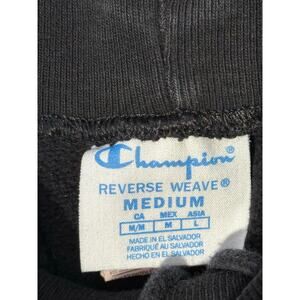 Champion®
REVERSE WEAVE®
MEDIUM
CA MEX ASIA
M/M M L
MADE IN EL SALVADOR
FABRIQUÉ AU SALVADOR
HECHO EN EL SALVADOR